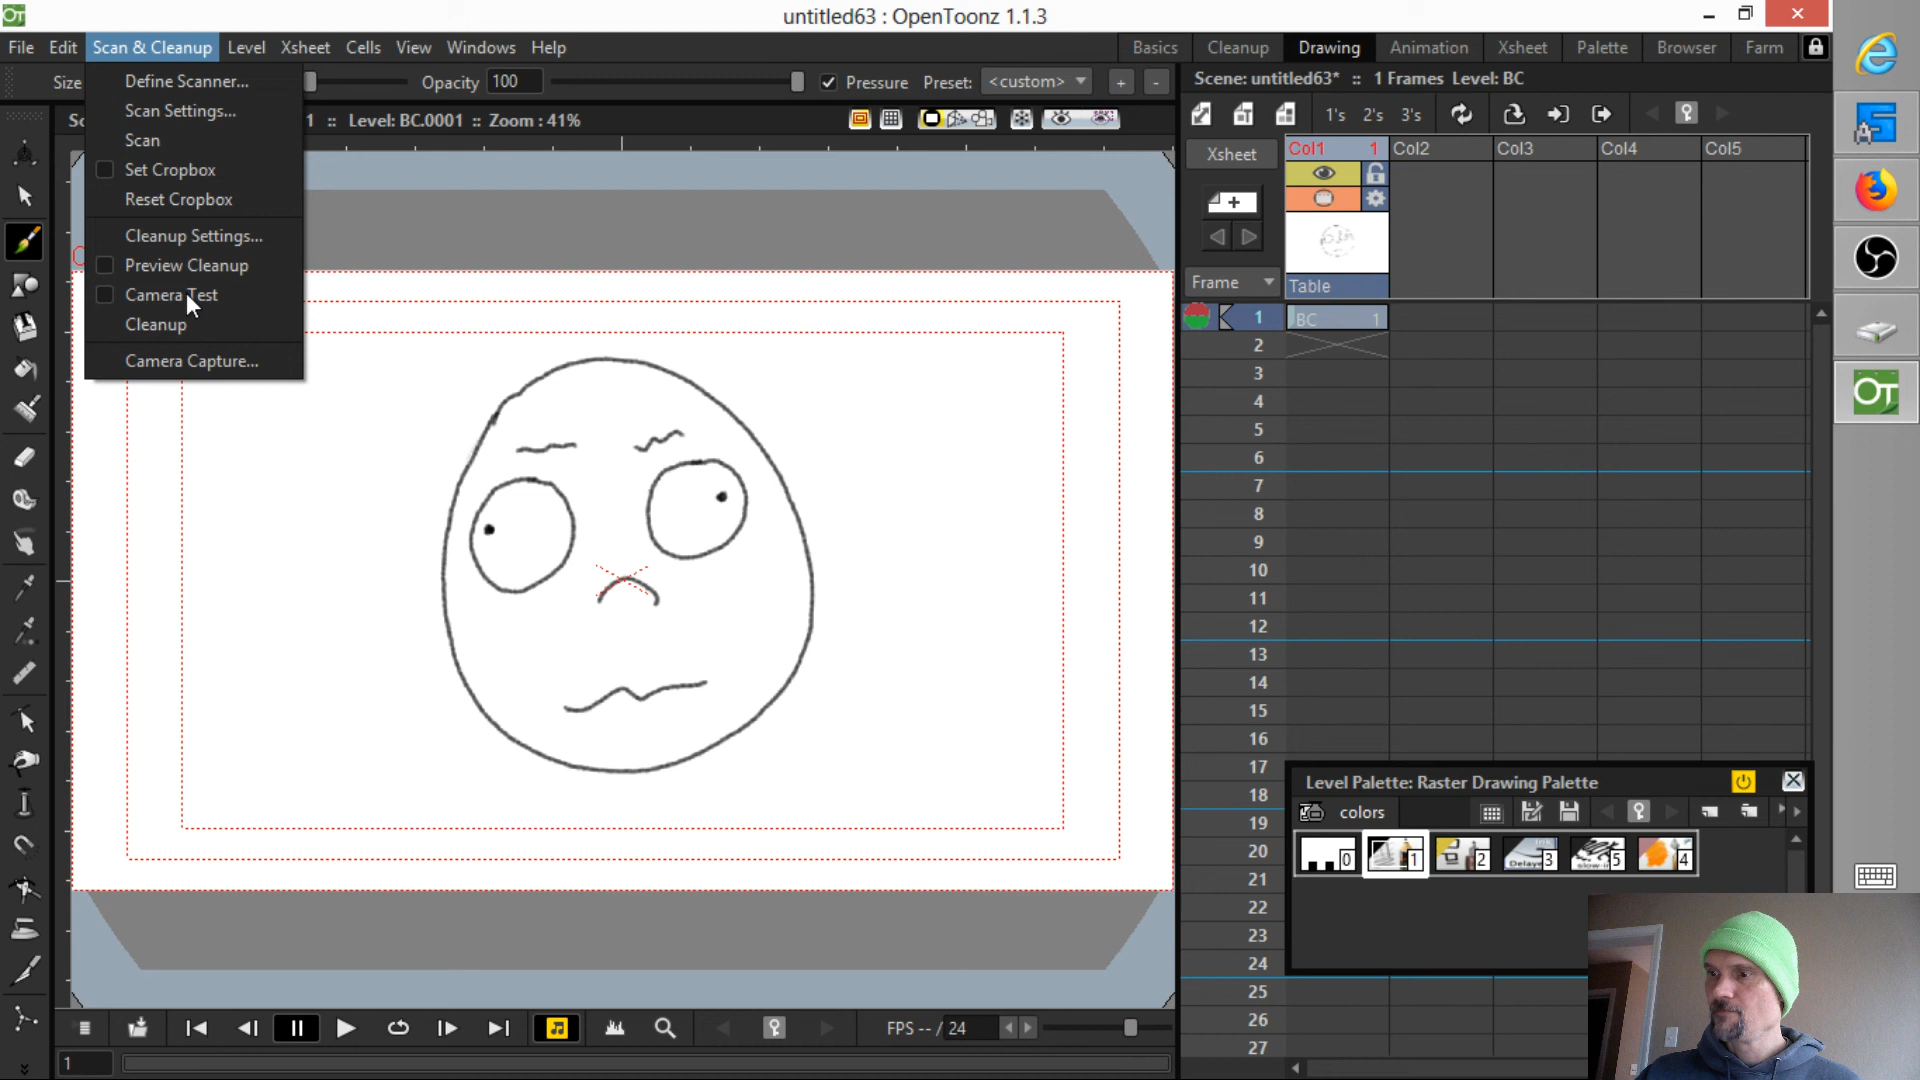 untitled63 : OpenToonz 1.1.3
File Edit Scan & Cleanup Level Xsheet Cells View Windows Help
Basics Cleanup Drawing Animation Xsheet Palette Browser Farm
Size Opacity 100 Pressure Preset: <custom> + -
Scene: untitled63* :: 1 Frames Level: BC
1 :: Level: BC.0001 :: Zoom : 41%
1's 2's 3's
Define Scanner...
Scan Settings...
Scan
Set Cropbox
Reset Cropbox
Cleanup Settings...
Preview Cleanup
Camera Test
Cleanup
Camera Capture...
Xsheet
Col1 1 Col2 Col3 Col4 Col5
Frame
Table
1 BC 1
2
3
4
5
6
7
8
9
10
11
12
13
14
15
16
17
18
19
20
21
22
23
24
25
26
27
Level Palette: Raster Drawing Palette
colors
0 1 2 3 5 4
FPS -- / 24
1
OT
OT